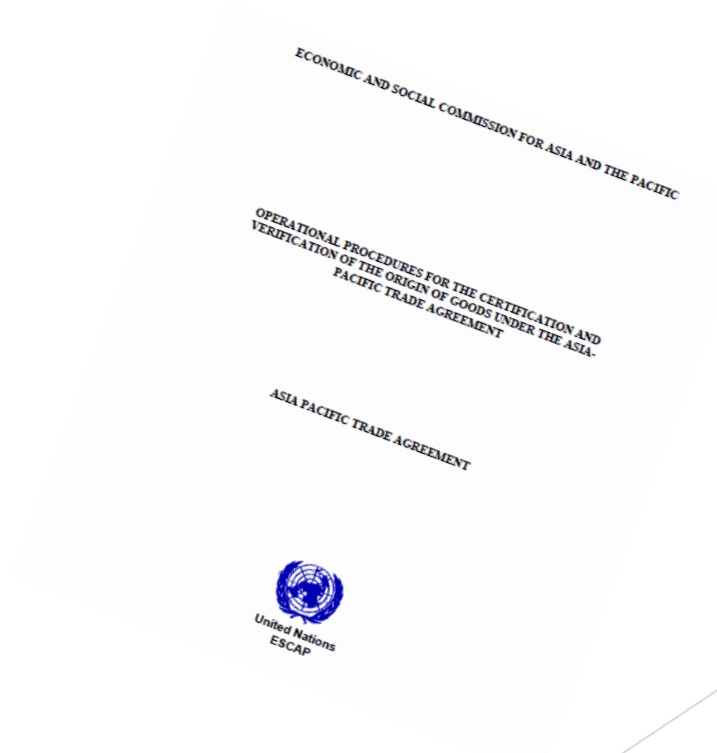 ECONOMIC AND SOCIAL COMMISSION FOR ASIA AND THE PACIFIC
OPERATIONAL PROCEDURES FOR THE CERTIFICATION AND
VERIFICATION OF THE ORIGIN OF GOODS UNDER THE ASIA-
PACIFIC TRADE AGREEMENT
ASIA PACIFIC TRADE AGREEMENT
United Nations
ESCAP